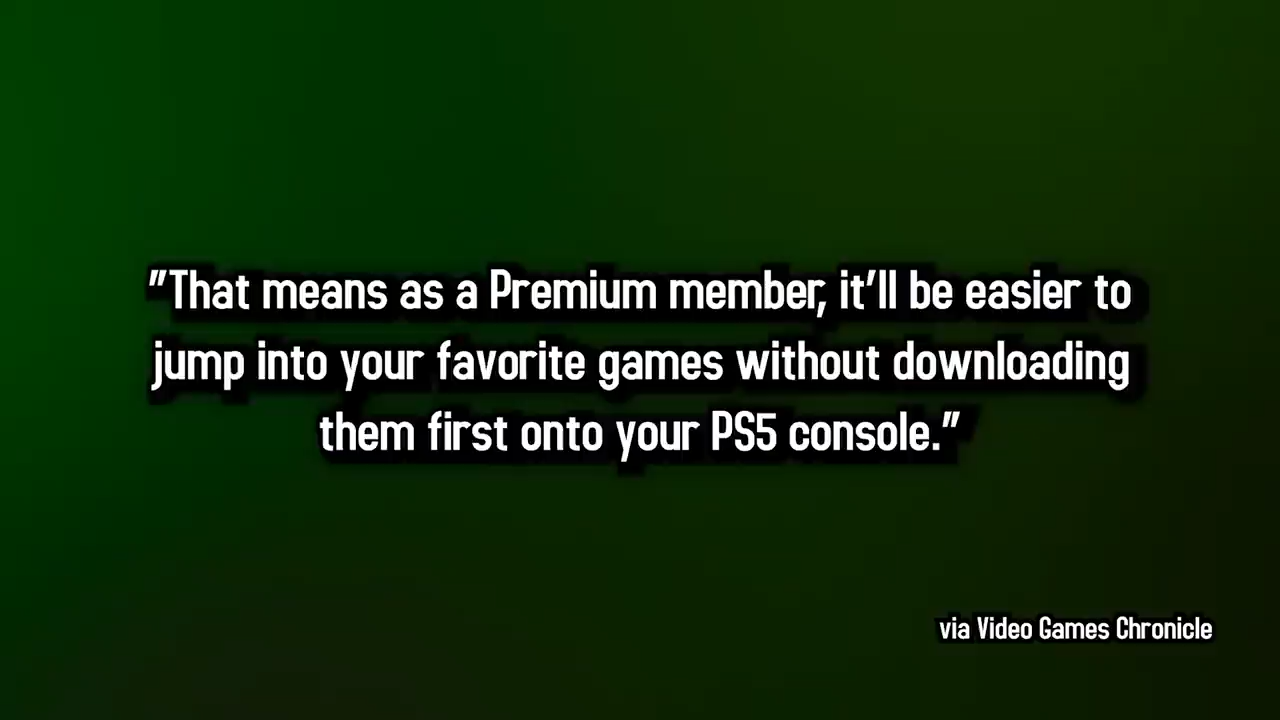 "That means as a Premium member, it'll be easier to
jump into your favorite games without downloading
them first onto your PS5 console."
via Video Games Chronicle